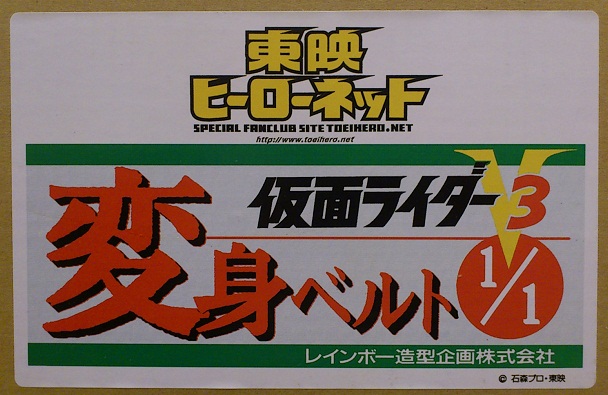 東映
ヒーローネット
SPECIAL FANCLUB SITE TOEIHERO.NET
http://www.toeihero.net
仮面ライダーV3
変身ベルト 1/1
レインボー造型企画株式会社
© 石森プロ・東映